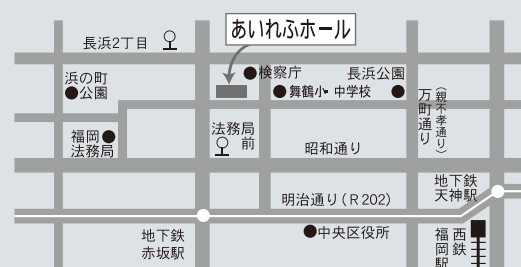 あいれふホール
長浜2丁目
浜の町
公園
検察庁
舞鶴小・中学校
長浜公園
万町通り
（親不孝通り）
福岡
法務局
法務局
前
昭和通り
地下鉄
天神駅
明治通り（R202）
地下鉄
赤坂駅
中央区役所
西鉄
福岡駅